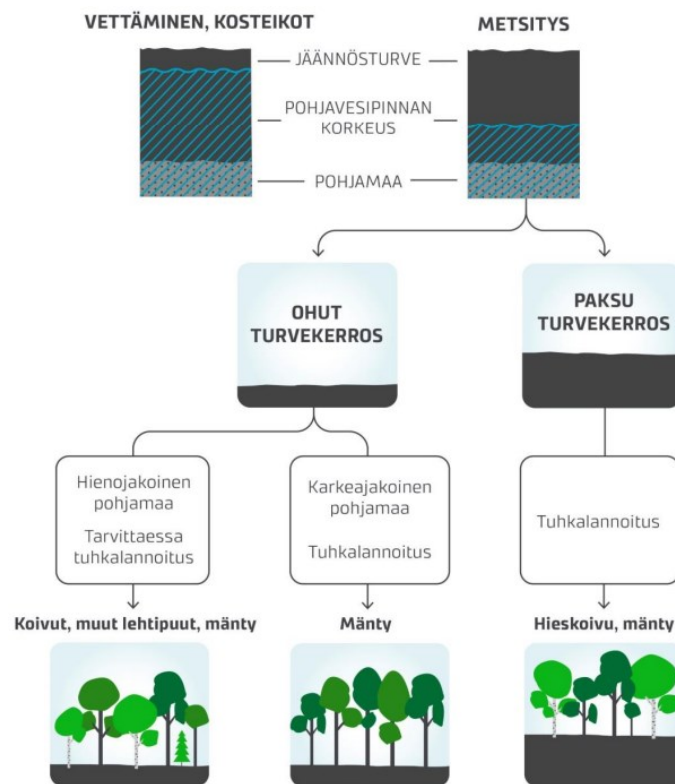 VETTÄMINEN, KOSTEIKOT
METSITYS
JÄÄNNÖSTURVE
POHJAVESIPINNAN
KORKEUS
POHJAMAA
OHUT
TURVEKERROS
PAKSU
TURVEKERROS
Hienojakoinen
pohjamaa
Tarvittaessa
tuhkalannoitus
Karkeajakoinen
pohjamaa
Tuhkalannoitus
Tuhkalannoitus
Koivut, muut lehtipuut, mänty
Mänty
Hieskoivu, mänty